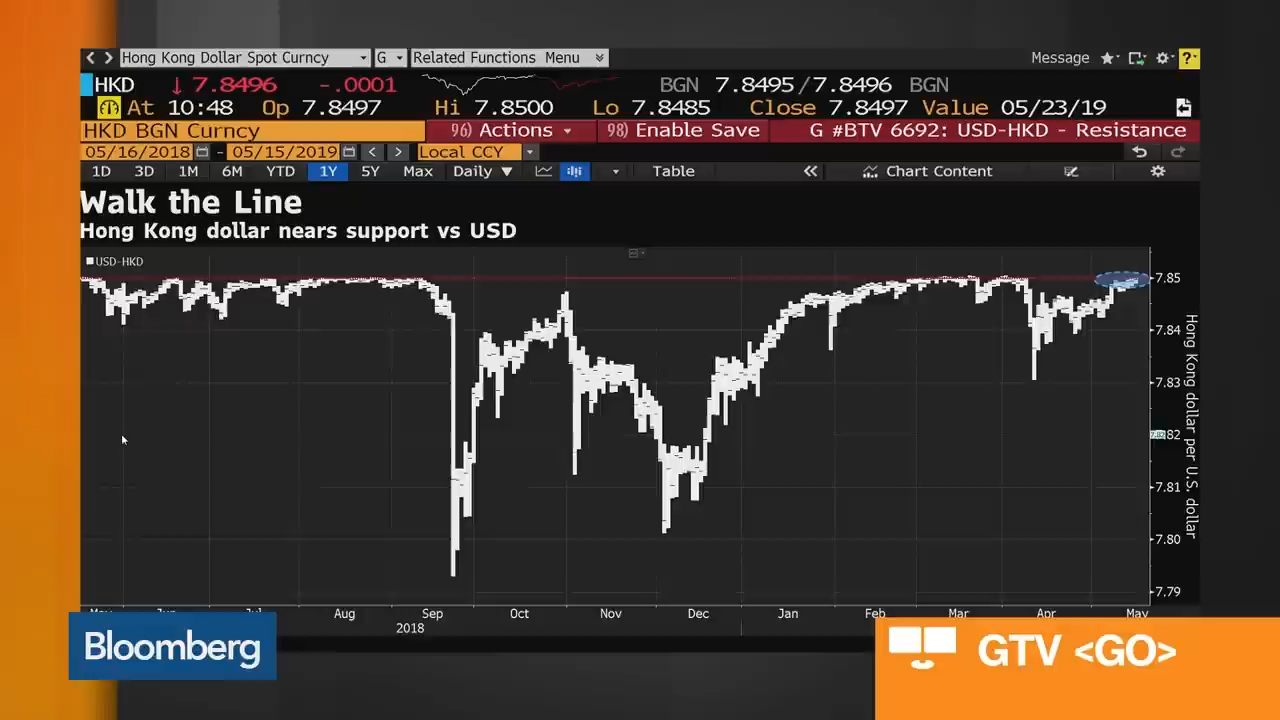 Hong Kong Dollar Spot Curncy G Related Functions Menu Message ?
HKD ↓ 7.8496 -.0001 BGN 7.8495/7.8496 BGN
At 10:48 Op 7.8497 Hi 7.8500 Lo 7.8485 Close 7.8497 Value 05/23/19
HKD BGN Curncy 96) Actions 98) Enable Save G #BTV 6692: USD-HKD - Resistance
05/16/2018 - 05/15/2019 < > Local CCY
1D 3D 1M 6M YTD 1Y 5Y Max Daily ▼ Table « Chart Content
Walk the Line
Hong Kong dollar nears support vs USD
USD-HKD
7.85
7.84
7.83
7.82
7.81
7.80
7.79
Hong Kong dollar per U.S. dollar
May Jun Jul Aug Sep Oct Nov Dec Jan Feb Mar Apr May
2018
Bloomberg
GTV <GO>